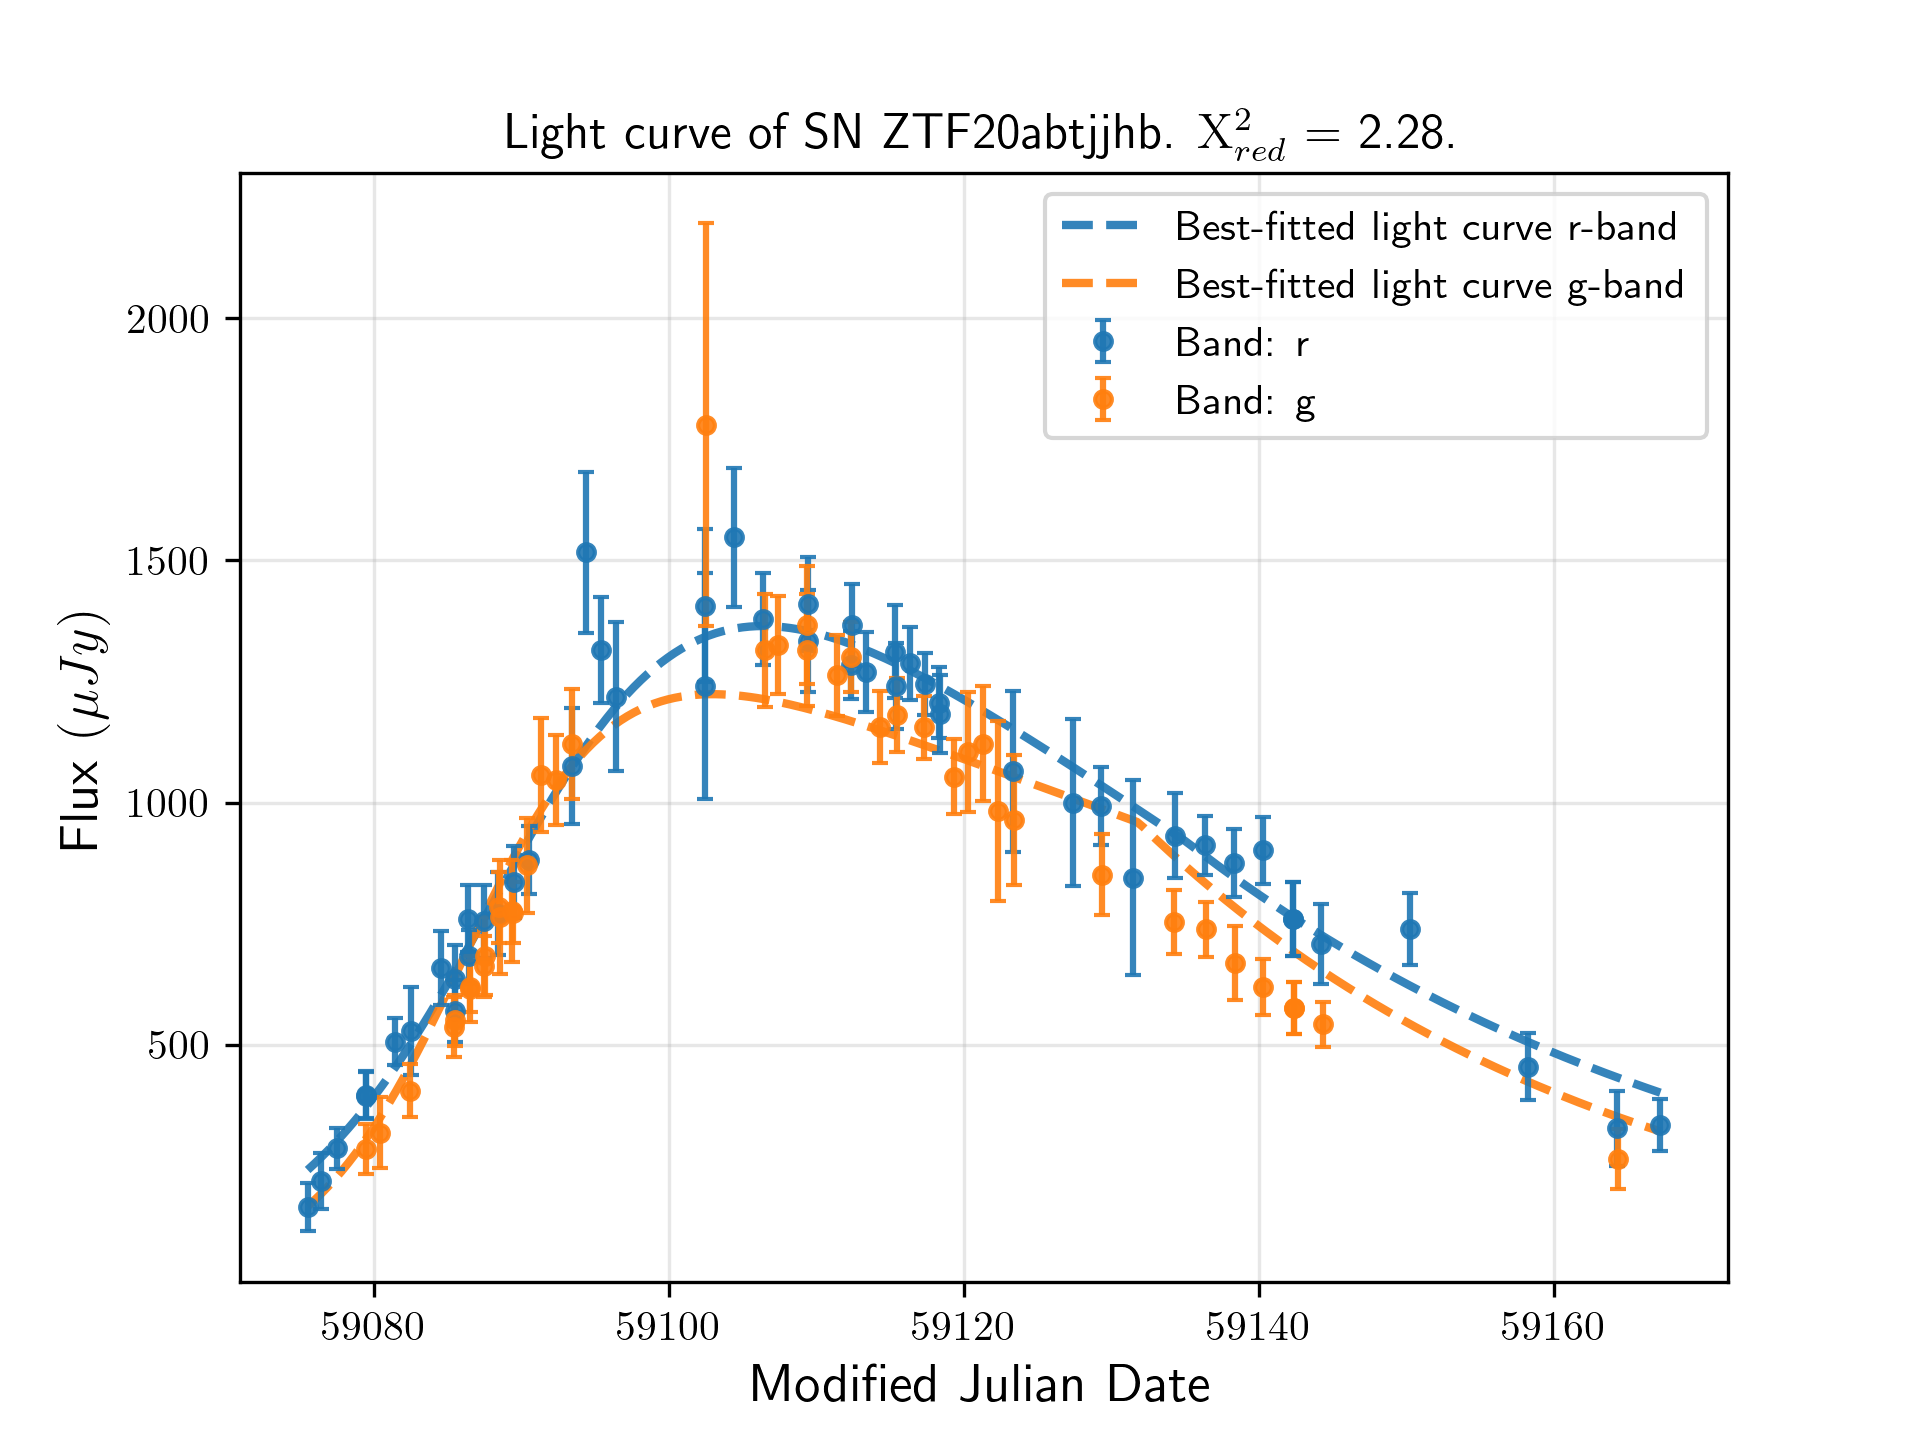 Light curve of SN ZTF20abtjjhb. X²_red = 2.28.
Best-fitted light curve r-band
Best-fitted light curve g-band
Band: r
Band: g
2000
1500
1000
500
Flux (μJy)
59080 59100 59120 59140 59160
Modified Julian Date